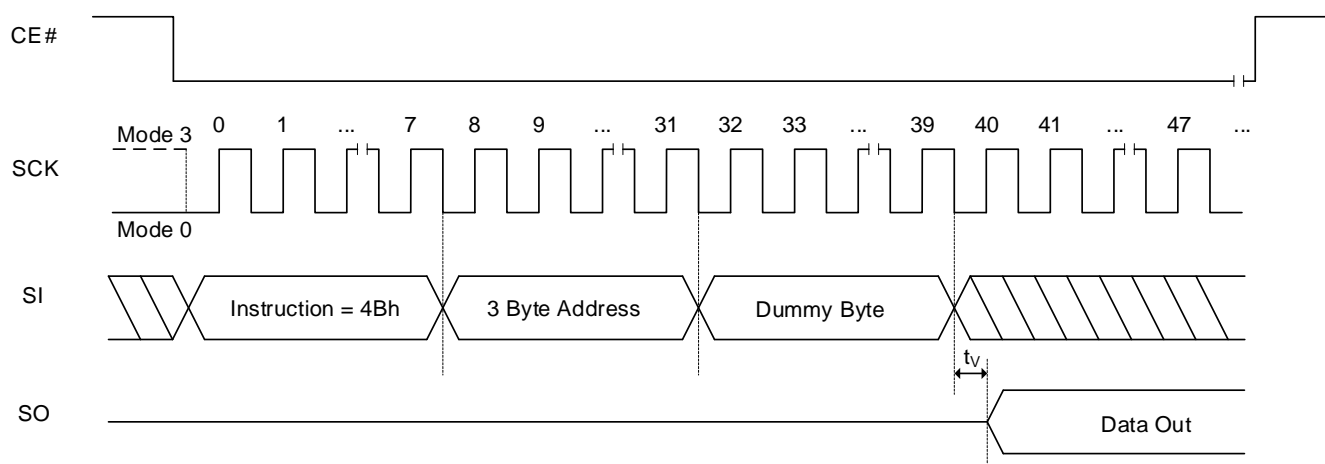 CE#
Mode 3 0 1 ... 7 8 9 ... 31 32 33 ... 39 40 41 ... 47 ...
SCK
Mode 0
SI Instruction = 4Bh 3 Byte Address Dummy Byte
tV
SO Data Out